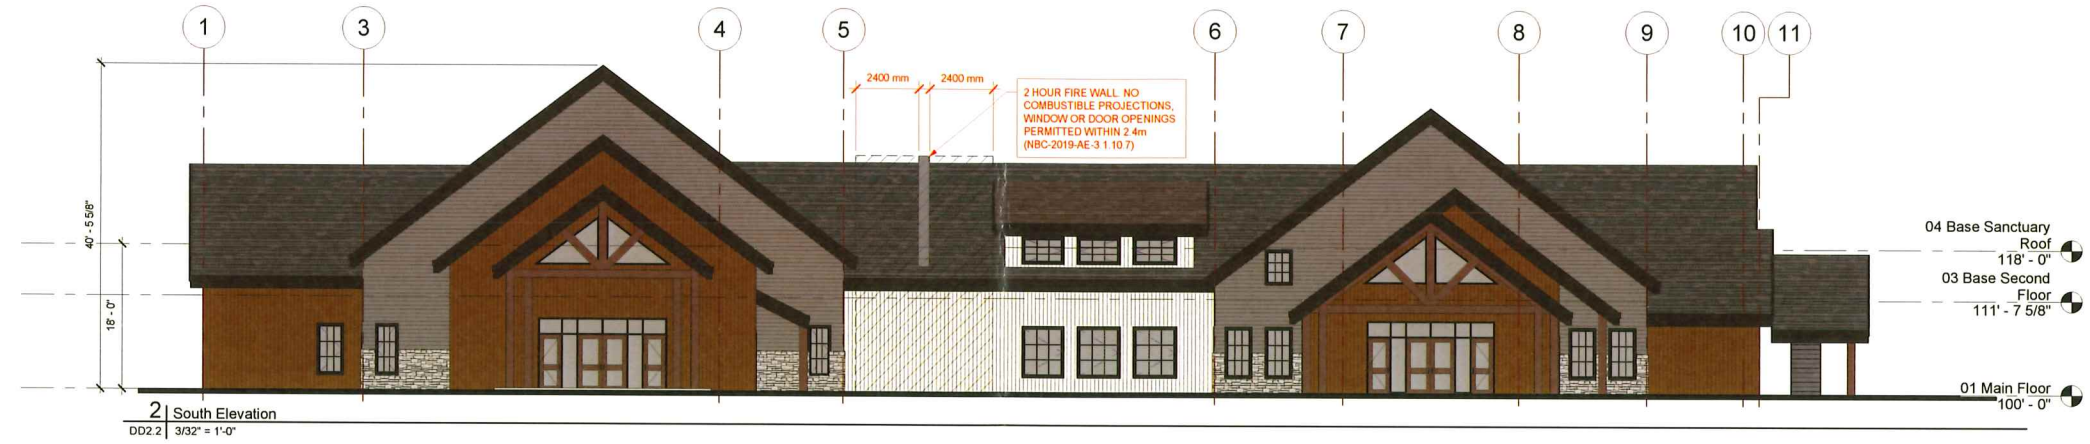 1 3 4 5 6 7 8 9 10 11
2400 mm 2400 mm
2 HOUR FIRE WALL. NO
COMBUSTIBLE PROJECTIONS,
WINDOW OR DOOR OPENINGS
PERMITTED WITHIN 2.4m
(NBC-2019-AE-3.1.10.7)
40' - 5 5/8"
18' - 0"
04 Base Sanctuary
Roof
118' - 0"
03 Base Second
Floor
111' - 7 5/8"
01 Main Floor
100' - 0"
2 South Elevation
DD2.2 3/32" = 1'-0"